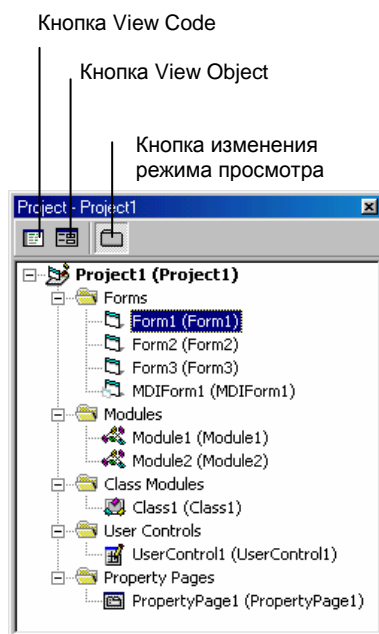 Кнопка View Code
Кнопка View Object
Кнопка изменения
режима просмотра
Project - Project1
Project1 (Project1)
Forms
Form1 (Form1)
Form2 (Form2)
Form3 (Form3)
MDIForm1 (MDIForm1)
Modules
Module1 (Module1)
Module2 (Module2)
Class Modules
Class1 (Class1)
User Controls
UserControl1 (UserControl1)
Property Pages
PropertyPage1 (PropertyPage1)